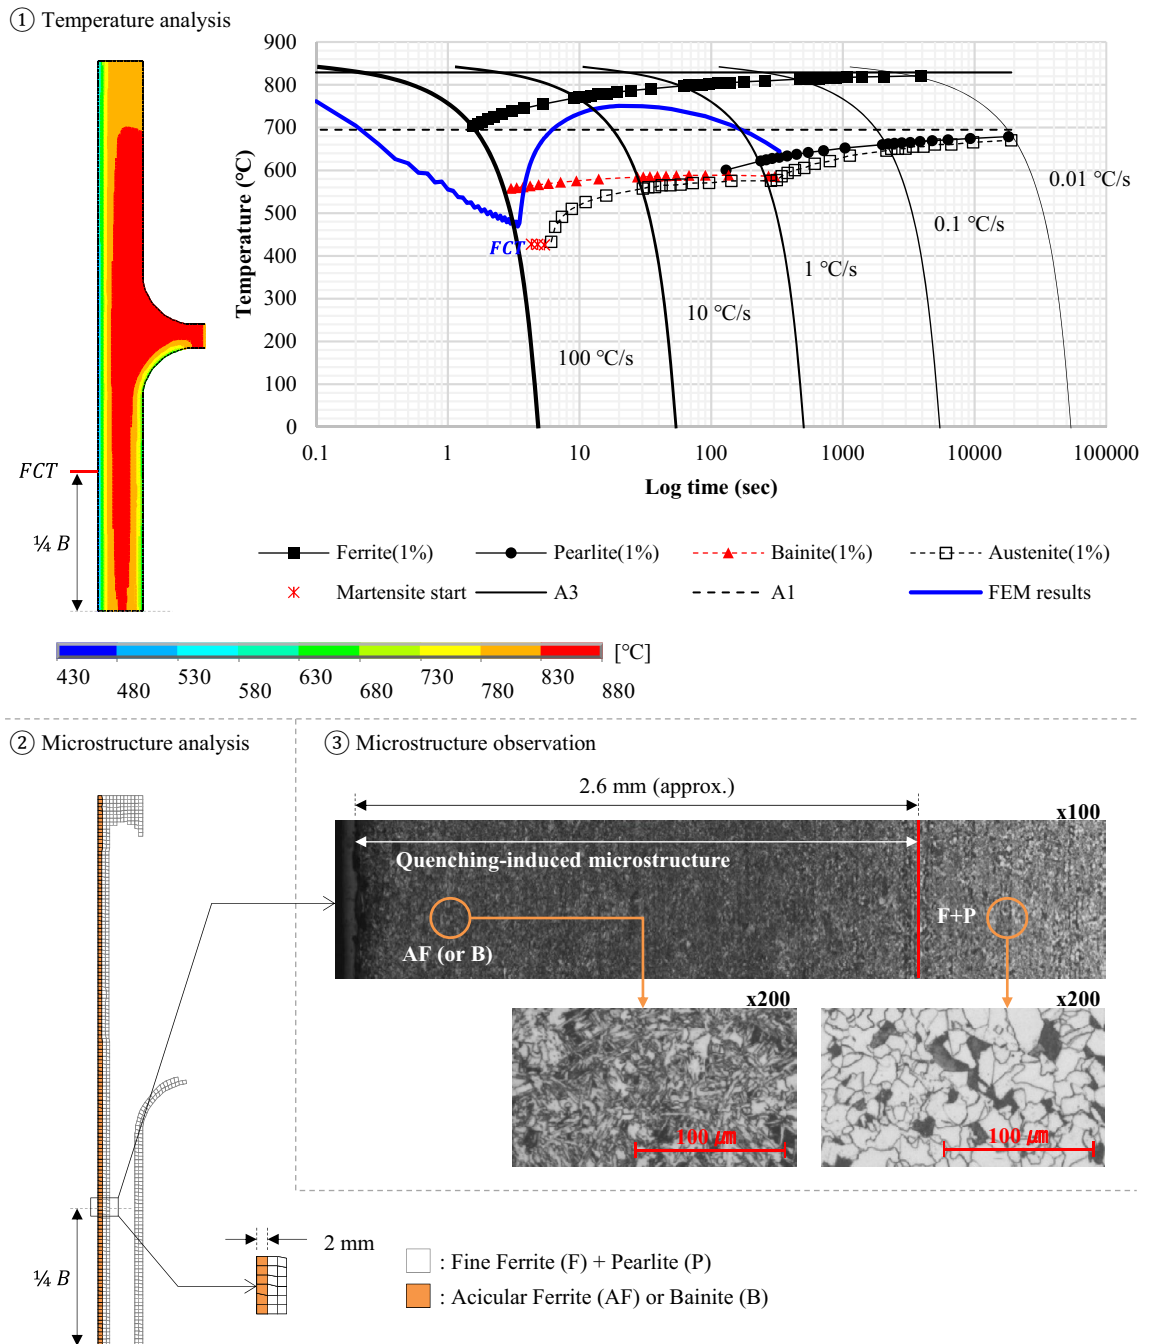 ① Temperature analysis
FCT
¼ B
900
800
700
600
500
400
300
200
100
0
Temperature (℃)
0.1
1
10
100
1000
10000
100000
Log time (sec)
FCT
100 ℃/s
10 ℃/s
1 ℃/s
0.1 ℃/s
0.01 ℃/s
Ferrite(1%)
Pearlite(1%)
Bainite(1%)
Austenite(1%)
Martensite start
A3
A1
FEM results
[℃]
430
480
530
580
630
680
730
780
830
880
② Microstructure analysis
¼ B
2 mm
: Fine Ferrite (F) + Pearlite (P)
: Acicular Ferrite (AF) or Bainite (B)
③ Microstructure observation
2.6 mm (approx.)
x100
Quenching-induced microstructure
AF (or B)
F+P
x200
x200
100 ㎛
100 ㎛